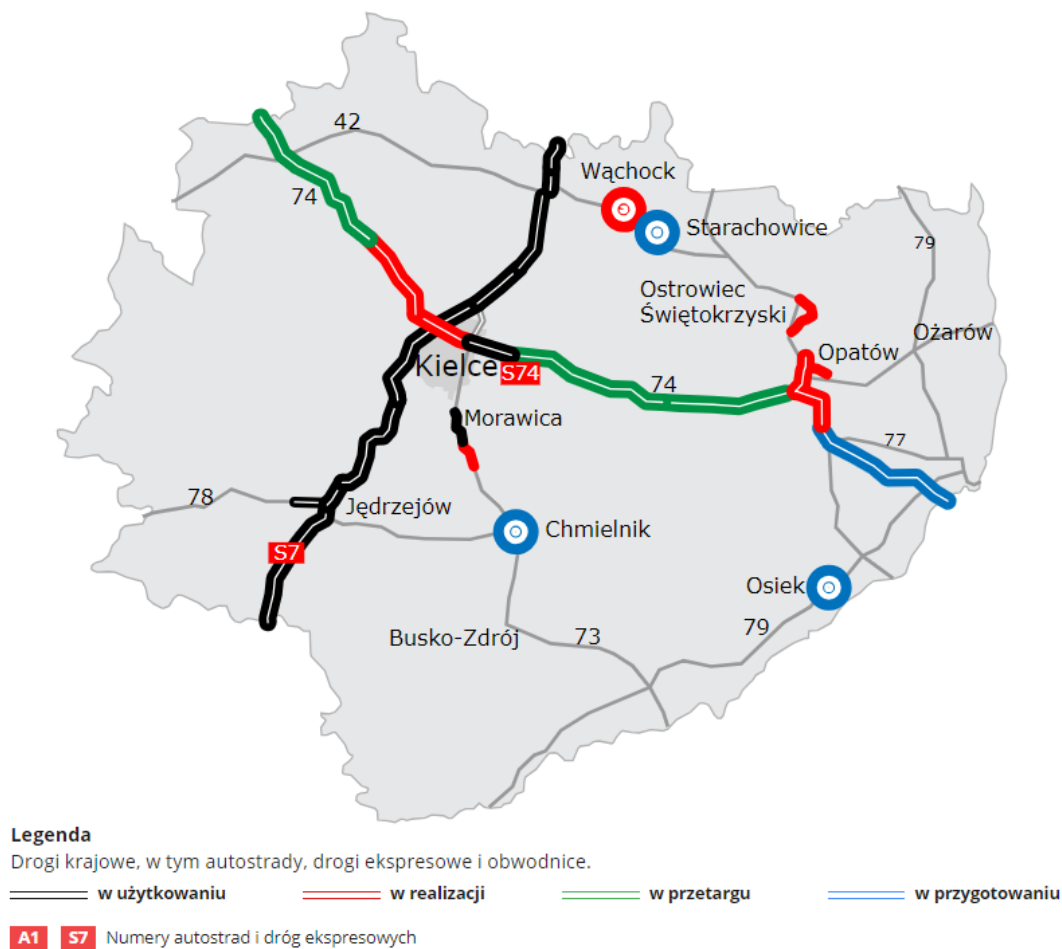 42
Wąchock
74
Starachowice
79
Ostrowiec
Świętokrzyski
Ożarów
Opatów
Kielce
S74
74
Morawica
77
78
Jędrzejów
Chmielnik
S7
Osiek
Busko-Zdrój
73
79
Legenda
Drogi krajowe, w tym autostrady, drogi ekspresowe i obwodnice.
w użytkowaniu w realizacji w przetargu w przygotowaniu
A1 S7 Numery autostrad i dróg ekspresowych